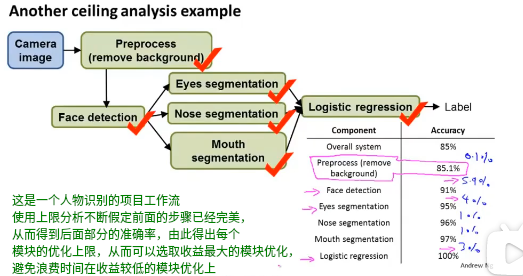 Another ceiling analysis example
Camera
image
Preprocess
(remove background)
Eyes segmentation
Face detection
Nose segmentation
Logistic regression
Label
Mouth
segmentation
Component
Accuracy
Overall system
85%
0.1%
Preprocess (remove
background)
85.1%
5.9%
Face detection
91%
4%
Eyes segmentation
95%
1%
Nose segmentation
96%
1%
Mouth segmentation
97%
3%
Logistic regression
100%
Andrew Ng
这是一个人物识别的项目工作流
使用上限分析不断假定前面的步骤已经完美,
从而得到后面部分的准确率,由此得出每个
模块的优化上限,从而可以选取收益最大的模块优化,
避免浪费时间在收益较低的模块优化上